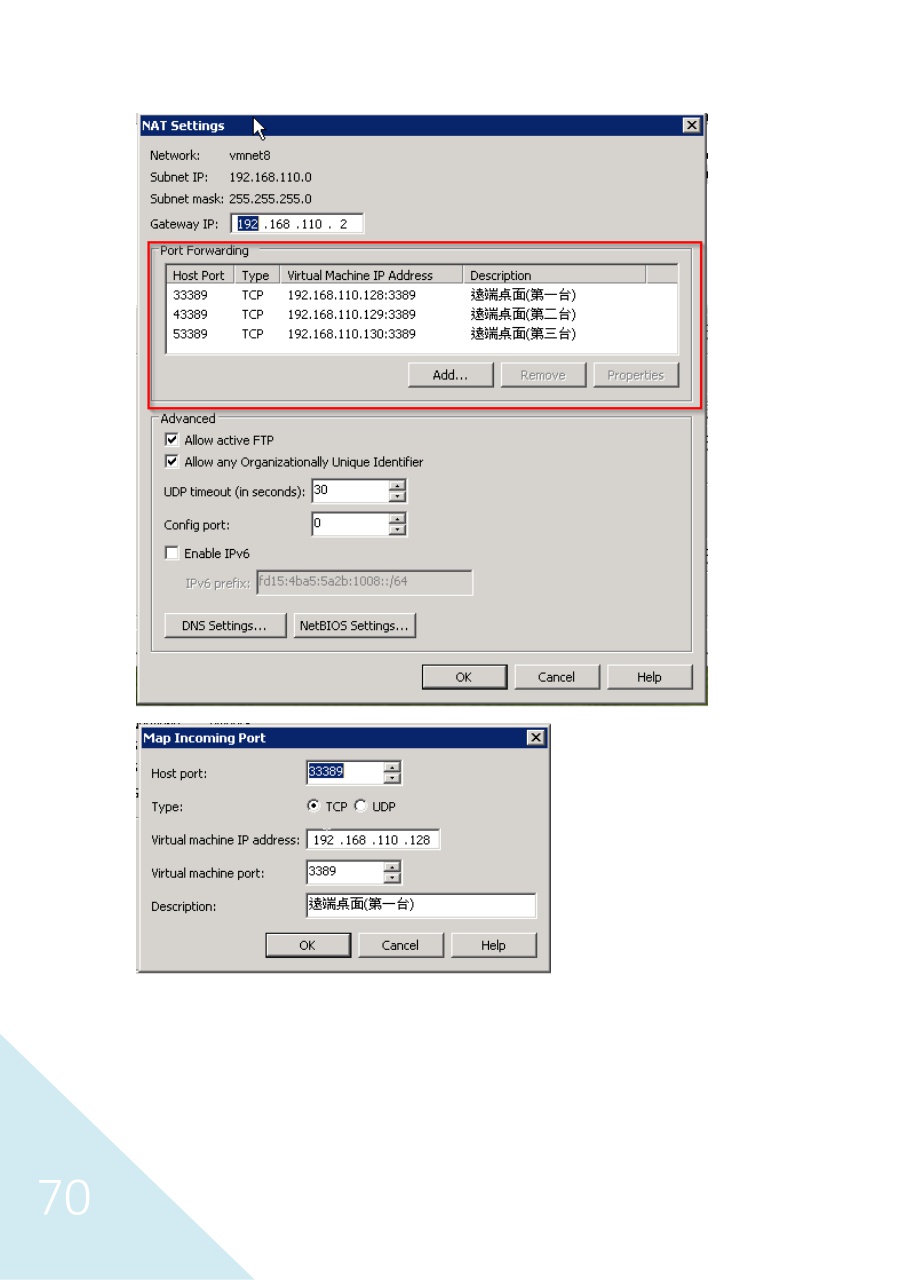 NAT Settings
Network: vmnet8
Subnet IP: 192.168.110.0
Subnet mask: 255.255.255.0
Gateway IP: 192 .168 .110 . 2
Port Forwarding
Host Port Type Virtual Machine IP Address Description
33389 TCP 192.168.110.128:3389 遠端桌面(第一台)
43389 TCP 192.168.110.129:3389 遠端桌面(第二台)
53389 TCP 192.168.110.130:3389 遠端桌面(第三台)
Add... Remove Properties
Advanced
Allow active FTP
Allow any Organizationally Unique Identifier
UDP timeout (in seconds): 30
Config port: 0
Enable IPv6
IPv6 prefix: fd15:4ba5:5a2b:1008::/64
DNS Settings... NetBIOS Settings...
OK Cancel Help
Map Incoming Port
Host port: 33389
Type: TCP UDP
Virtual machine IP address: 192 .168 .110 .128
Virtual machine port: 3389
Description: 遠端桌面(第一台)
OK Cancel Help
70